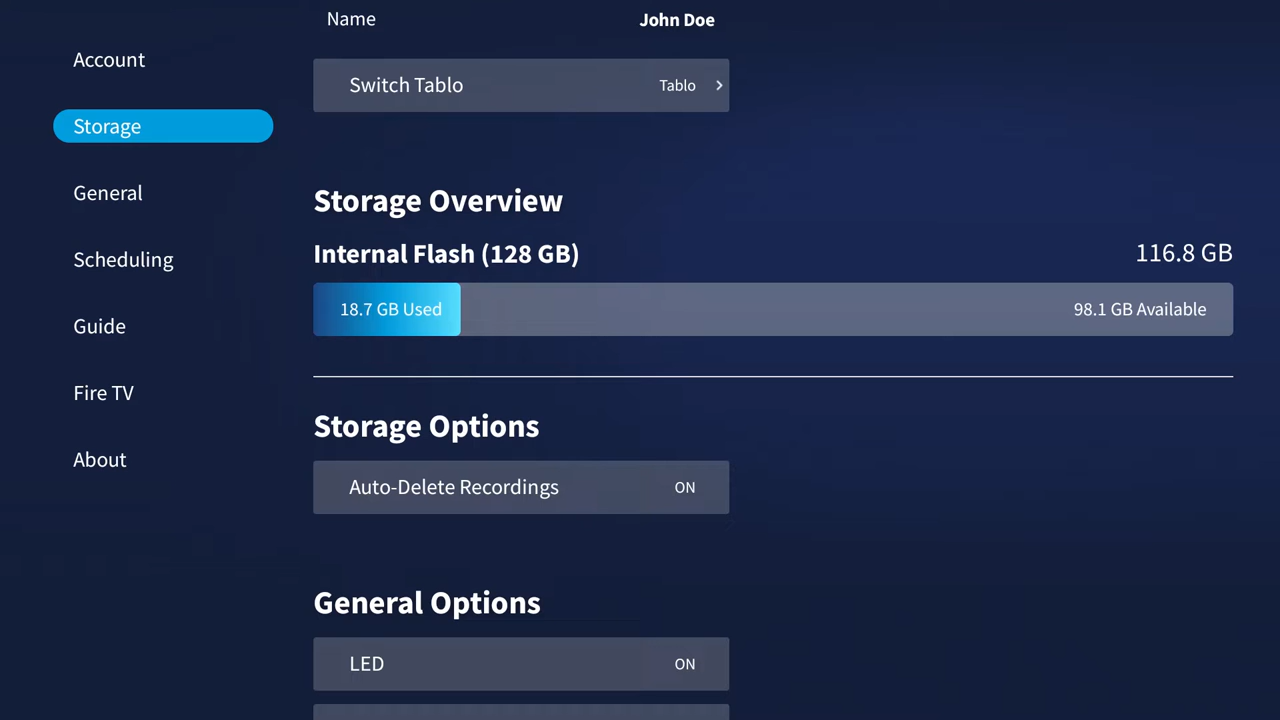 Account
Storage
General
Scheduling
Guide
Fire TV
About
Name John Doe
Switch Tablo Tablo
Storage Overview
Internal Flash (128 GB) 116.8 GB
18.7 GB Used 98.1 GB Available
Storage Options
Auto-Delete Recordings ON
General Options
LED ON